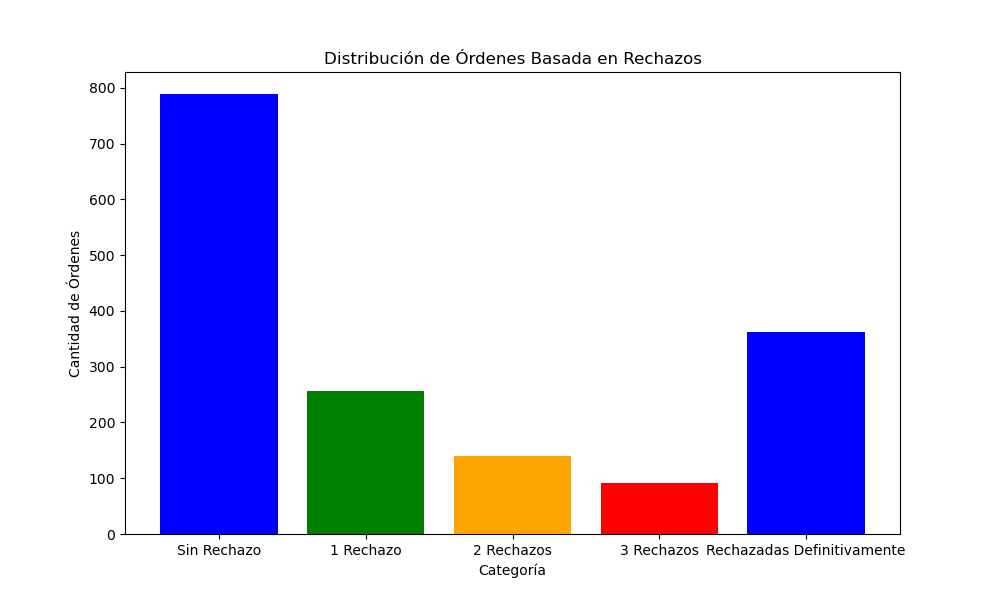 Distribución de Órdenes Basada en Rechazos
Cantidad de Órdenes
800
700
600
500
400
300
200
100
0
Sin Rechazo
1 Rechazo
2 Rechazos
3 Rechazos
Rechazadas Definitivamente
Categoría